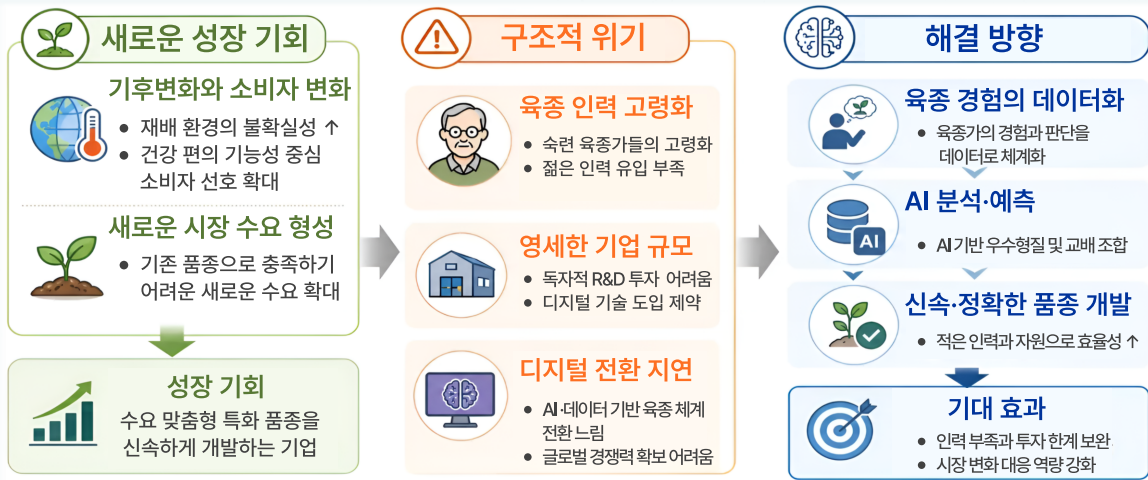 새로운 성장 기회
기후변화와 소비자 변화
• 재배 환경의 불확실성 ↑
• 건강 편의 기능성 중심
소비자 선호 확대
새로운 시장 수요 형성
• 기존 품종으로 충족하기
어려운 새로운 수요 확대
성장 기회
수요 맞춤형 특화 품종을
신속하게 개발하는 기업
구조적 위기
육종 인력 고령화
• 숙련 육종가들의 고령화
• 젊은 인력 유입 부족
영세한 기업 규모
• 독자적 R&D 투자 어려움
• 디지털 기술 도입 제약
디지털 전환 지연
• AI·데이터 기반 육종 체계
전환 느림
• 글로벌 경쟁력 확보 어려움
해결 방향
육종 경험의 데이터화
• 육종가의 경험과 판단을
데이터로 체계화
AI 분석·예측
AI
• AI 기반 우수형질 및 교배 조합
신속·정확한 품종 개발
• 적은 인력과 자원으로 효율성 ↑
기대 효과
• 인력 부족과 투자 한계 보완
• 시장 변화 대응 역량 강화